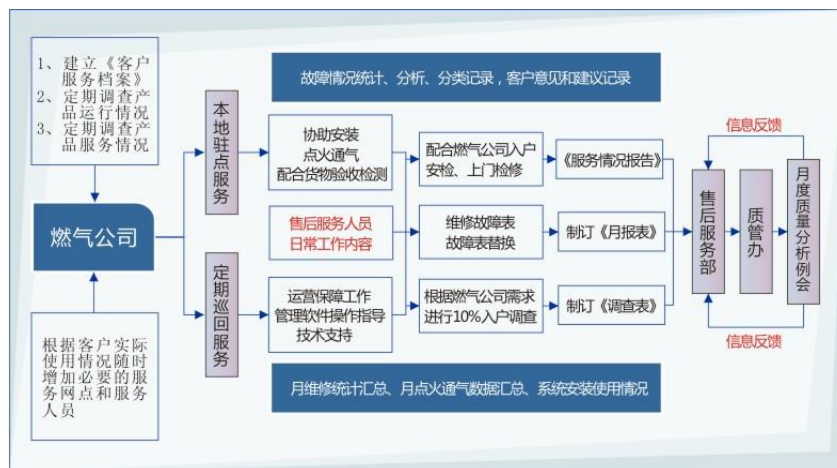 1、建立《客户
服务档案》
2、定期调查产
品运行情况
3、定期调查产
品服务情况
燃气公司
根据客户实际
使用情况随时
增加必要的服
务网点和服务
人员
本地驻点服务
定期巡回服务
故障情况统计、分析、分类记录，客户意见和建议记录
协助安装
点火通气
配合货物验收检测
配合燃气公司入户
安检、上门检修
《服务情况报告》
售后服务人员
日常工作内容
维修故障表
故障表替换
制订《月报表》
运营保障工作
管理软件操作指导
技术支持
根据燃气公司需求
进行10%入户调查
制订《调查表》
月维修统计汇总、月点火通气数据汇总、系统安装使用情况
信息反馈
售后服务部
质管办
月度质量分析例会
信息反馈